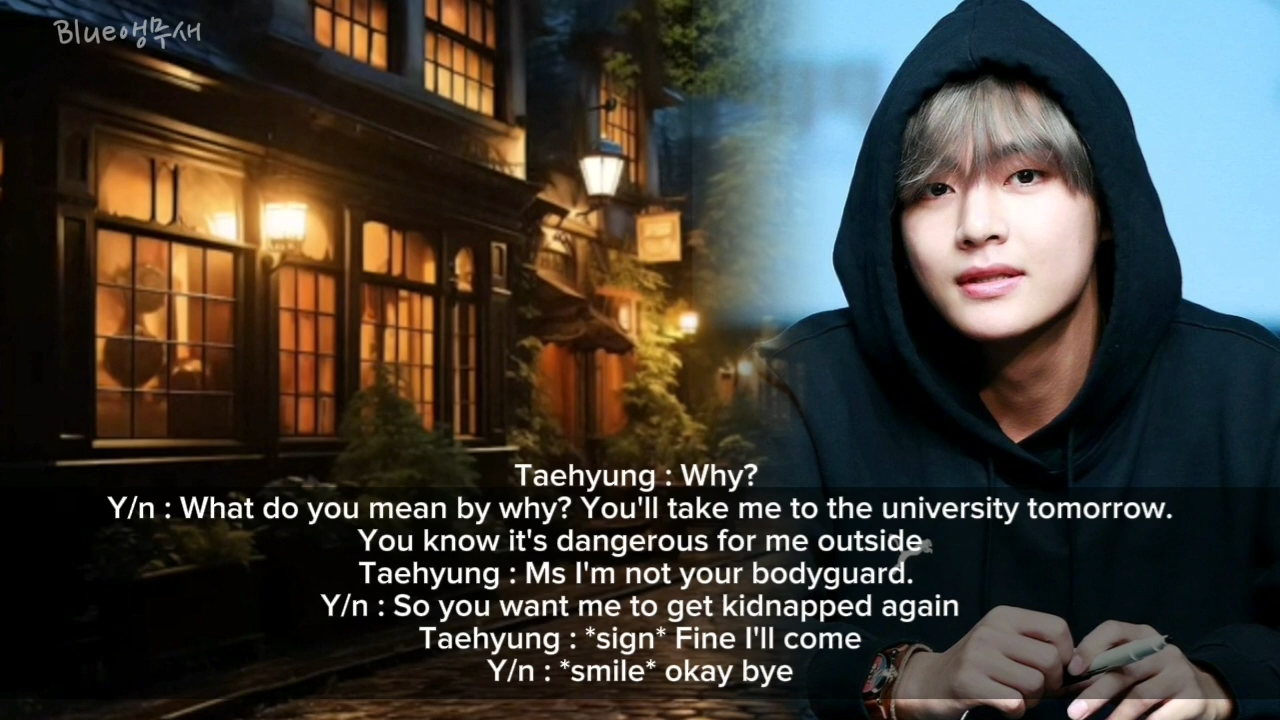 Blue앵무새
Taehyung : Why?
Y/n : What do you mean by why? You'll take me to the university tomorrow.
You know it's dangerous for me outside
Taehyung : Ms I'm not your bodyguard.
Y/n : So you want me to get kidnapped again
Taehyung : *sign* Fine I'll come
Y/n : *smile* okay bye